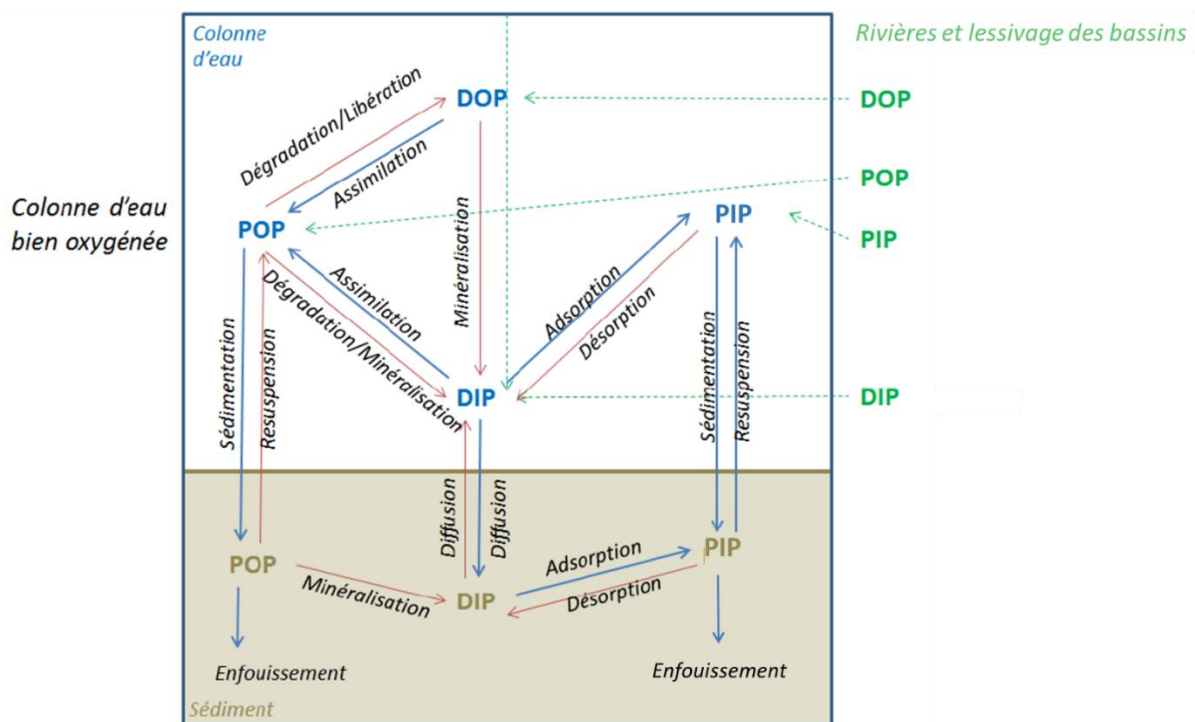 Colonne
d'eau
Rivières et lessivage des bassins
DOP
DOP
Dégradation/Libération
Assimilation
POP
Colonne d'eau
bien oxygénée
PIP
POP
PIP
Minéralisation
Assimilation
Dégradation/Minéralisation
Adsorption
Désorption
Sédimentation
Resuspension
Sédimentation
Resuspension
DIP
DIP
Diffusion
Diffusion
POP
Minéralisation
DIP
Adsorption
Désorption
PIP
Enfouissement
Enfouissement
Sédiment